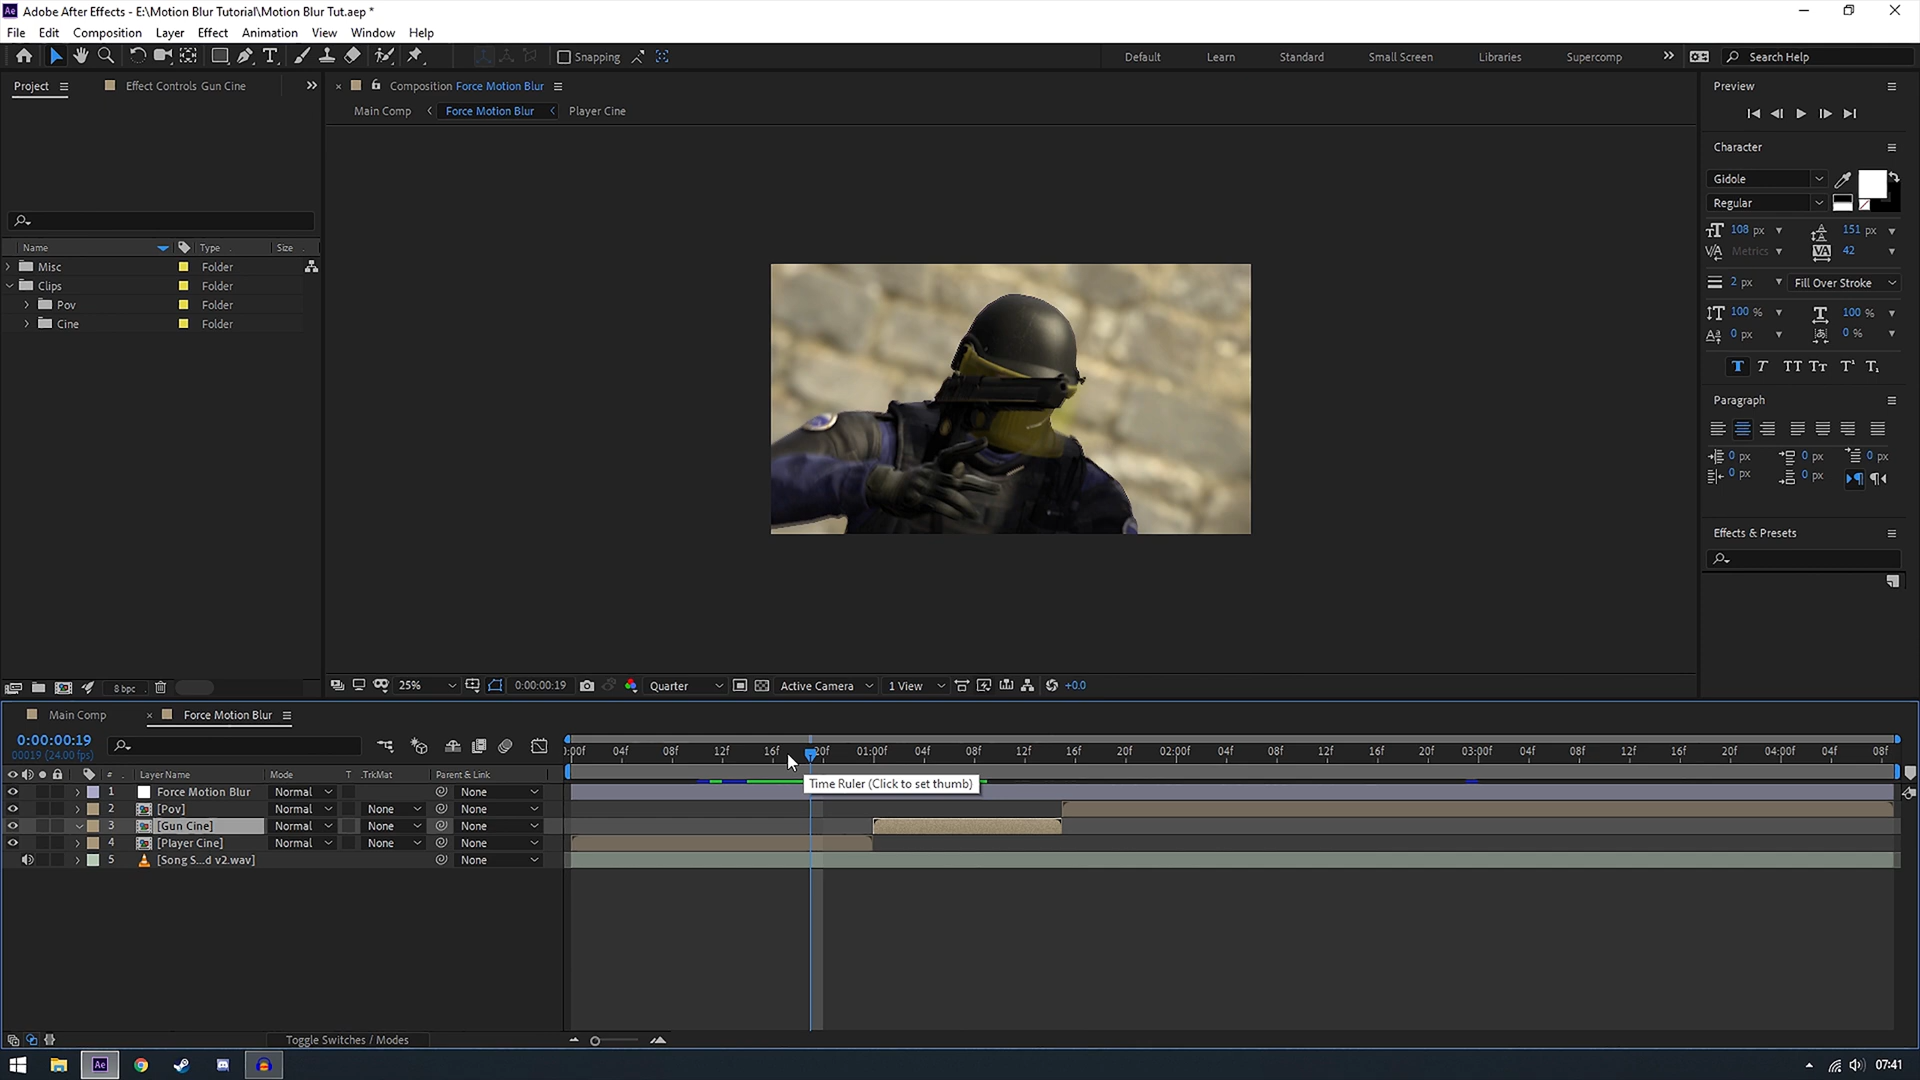 Adobe After Effects - E:\Motion Blur Tutorial\Motion Blur Tut.aep *
File Edit Composition Layer Effect Animation View Window Help
Snapping Default Learn Standard Small Screen Libraries Supercomp Search Help
Project Effect Controls Gun Cine Composition Force Motion Blur Preview
Main Comp Force Motion Blur Player Cine
Character
Gidole
Regular
108 px 151 px
Metrics 42
2 px Fill Over Stroke
100 % 100 %
0 px 0 %
Paragraph
0 px 0 px 0 px
0 px 0 px
Effects & Presets
Name Type Size
Misc Folder
Clips Folder
Pov Folder
Cine Folder
8 bpc 25% 0:00:00:19 Quarter Active Camera 1 View +0.0
Main Comp Force Motion Blur
0:00:00:19
00019 (24.00 fps)
:00f 04f 08f 12f 16f 20f 01:00f 04f 08f 12f 16f 20f 02:00f 04f 08f 12f 16f 20f 03:00f 04f 08f 12f 16f 20f 04:00f 04f 08f
# Layer Name Mode T .TrkMat Parent & Link
Time Ruler (Click to set thumb)
1 Force Motion Blur Normal None
2 [Pov] Normal None None
3 [Gun Cine] Normal None None
4 [Player Cine] Normal None None
5 [Song S...d v2.wav] None
Toggle Switches / Modes
07:41